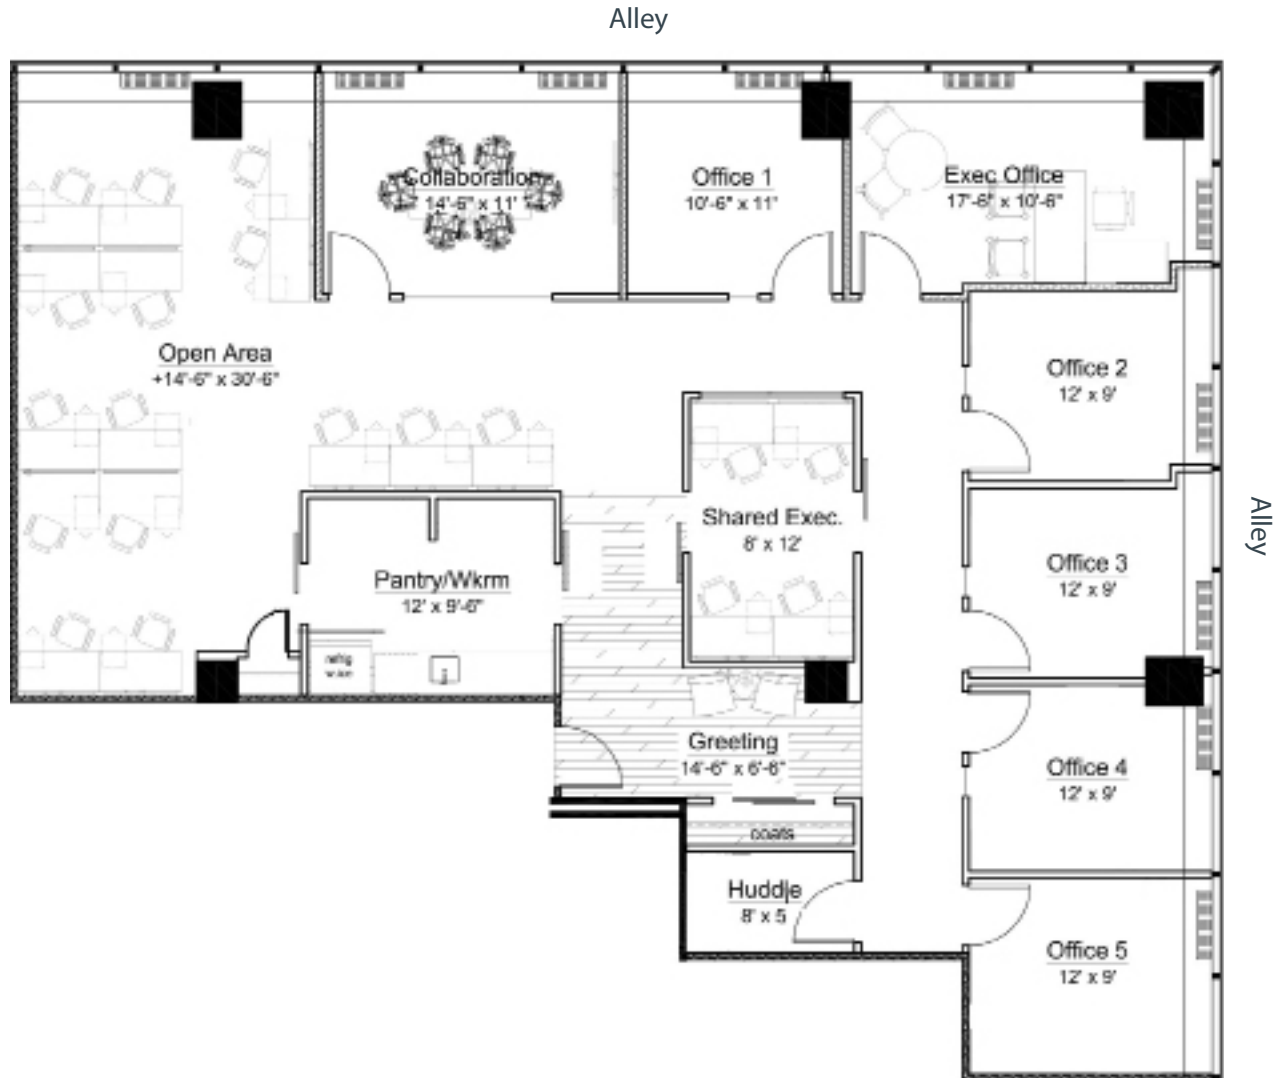 Alley
Collaboration
14'-6" x 11'
Office 1
10'-6" x 11'
Exec Office
17'-6" x 10'-6"
Open Area
+14'-6" x 30'-6"
Office 2
12' x 9'
Alley
Shared Exec.
8' x 12'
Office 3
12' x 9'
Pantry/Wkrm
12' x 9'-6"
refrig
Greeting
14'-6" x 6'-6"
Office 4
12' x 9'
coats
Huddle
8' x 5
Office 5
12' x 9'